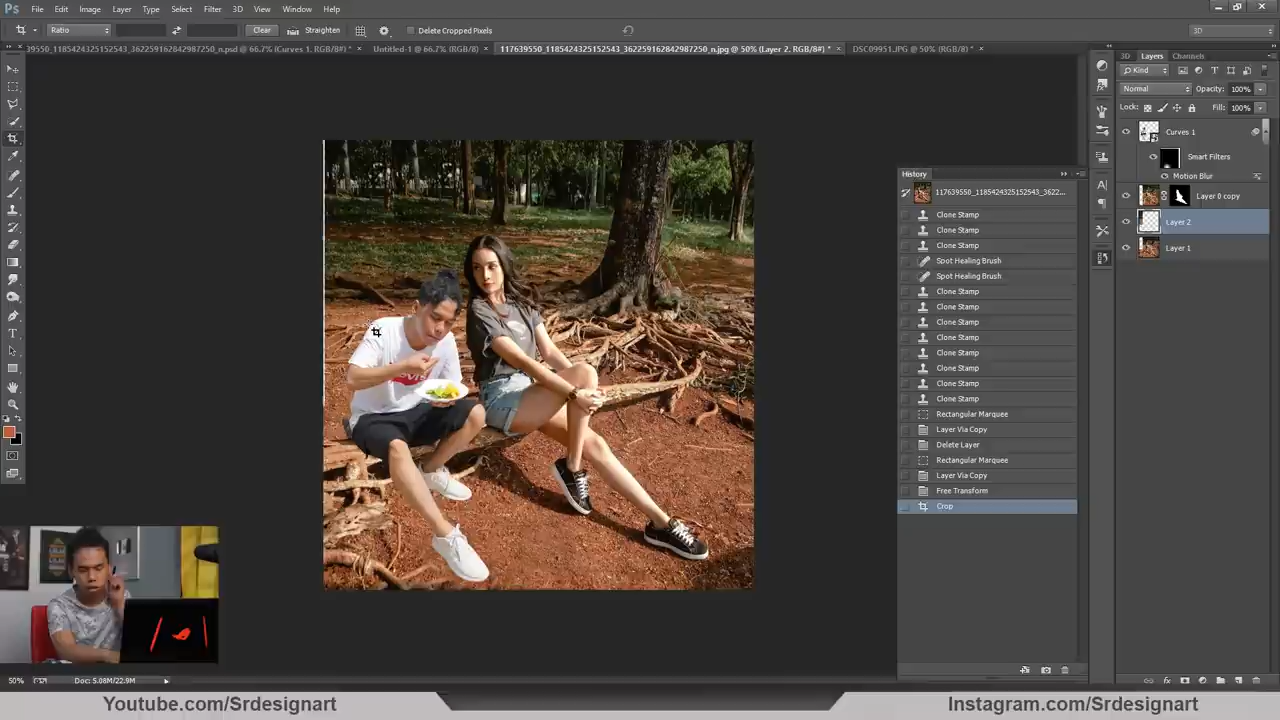 Ps File Edit Image Layer Type Select Filter 3D View Window Help
Ratio Clear Straighten Delete Cropped Pixels 3D
39550_1185424325152543_362259162842987250_n.psd @ 66.7% (Curves 1, RGB/8#) * × Untitled-1 @ 66.7% (RGB/8) × 117639550_1185424325152543_362259162842987250_n.jpg @ 50% (Layer 2, RGB/8#) * × DSC09951.JPG @ 50% (RGB/8#) * ×
3D Layers Channels
Kind
Normal Opacity: 100%
Lock: Fill: 100%
Curves 1
Smart Filters
Motion Blur
Layer 0 copy
Layer 2
Layer 1
History
117639550_1185424325152543_3622...
Clone Stamp
Clone Stamp
Clone Stamp
Spot Healing Brush
Spot Healing Brush
Clone Stamp
Clone Stamp
Clone Stamp
Clone Stamp
Clone Stamp
Clone Stamp
Clone Stamp
Clone Stamp
Rectangular Marquee
Layer Via Copy
Delete Layer
Rectangular Marquee
Layer Via Copy
Free Transform
Crop
50% Doc: 5.08M/22.9M
Youtube.com/Srdesignart Instagram.com/Srdesignart